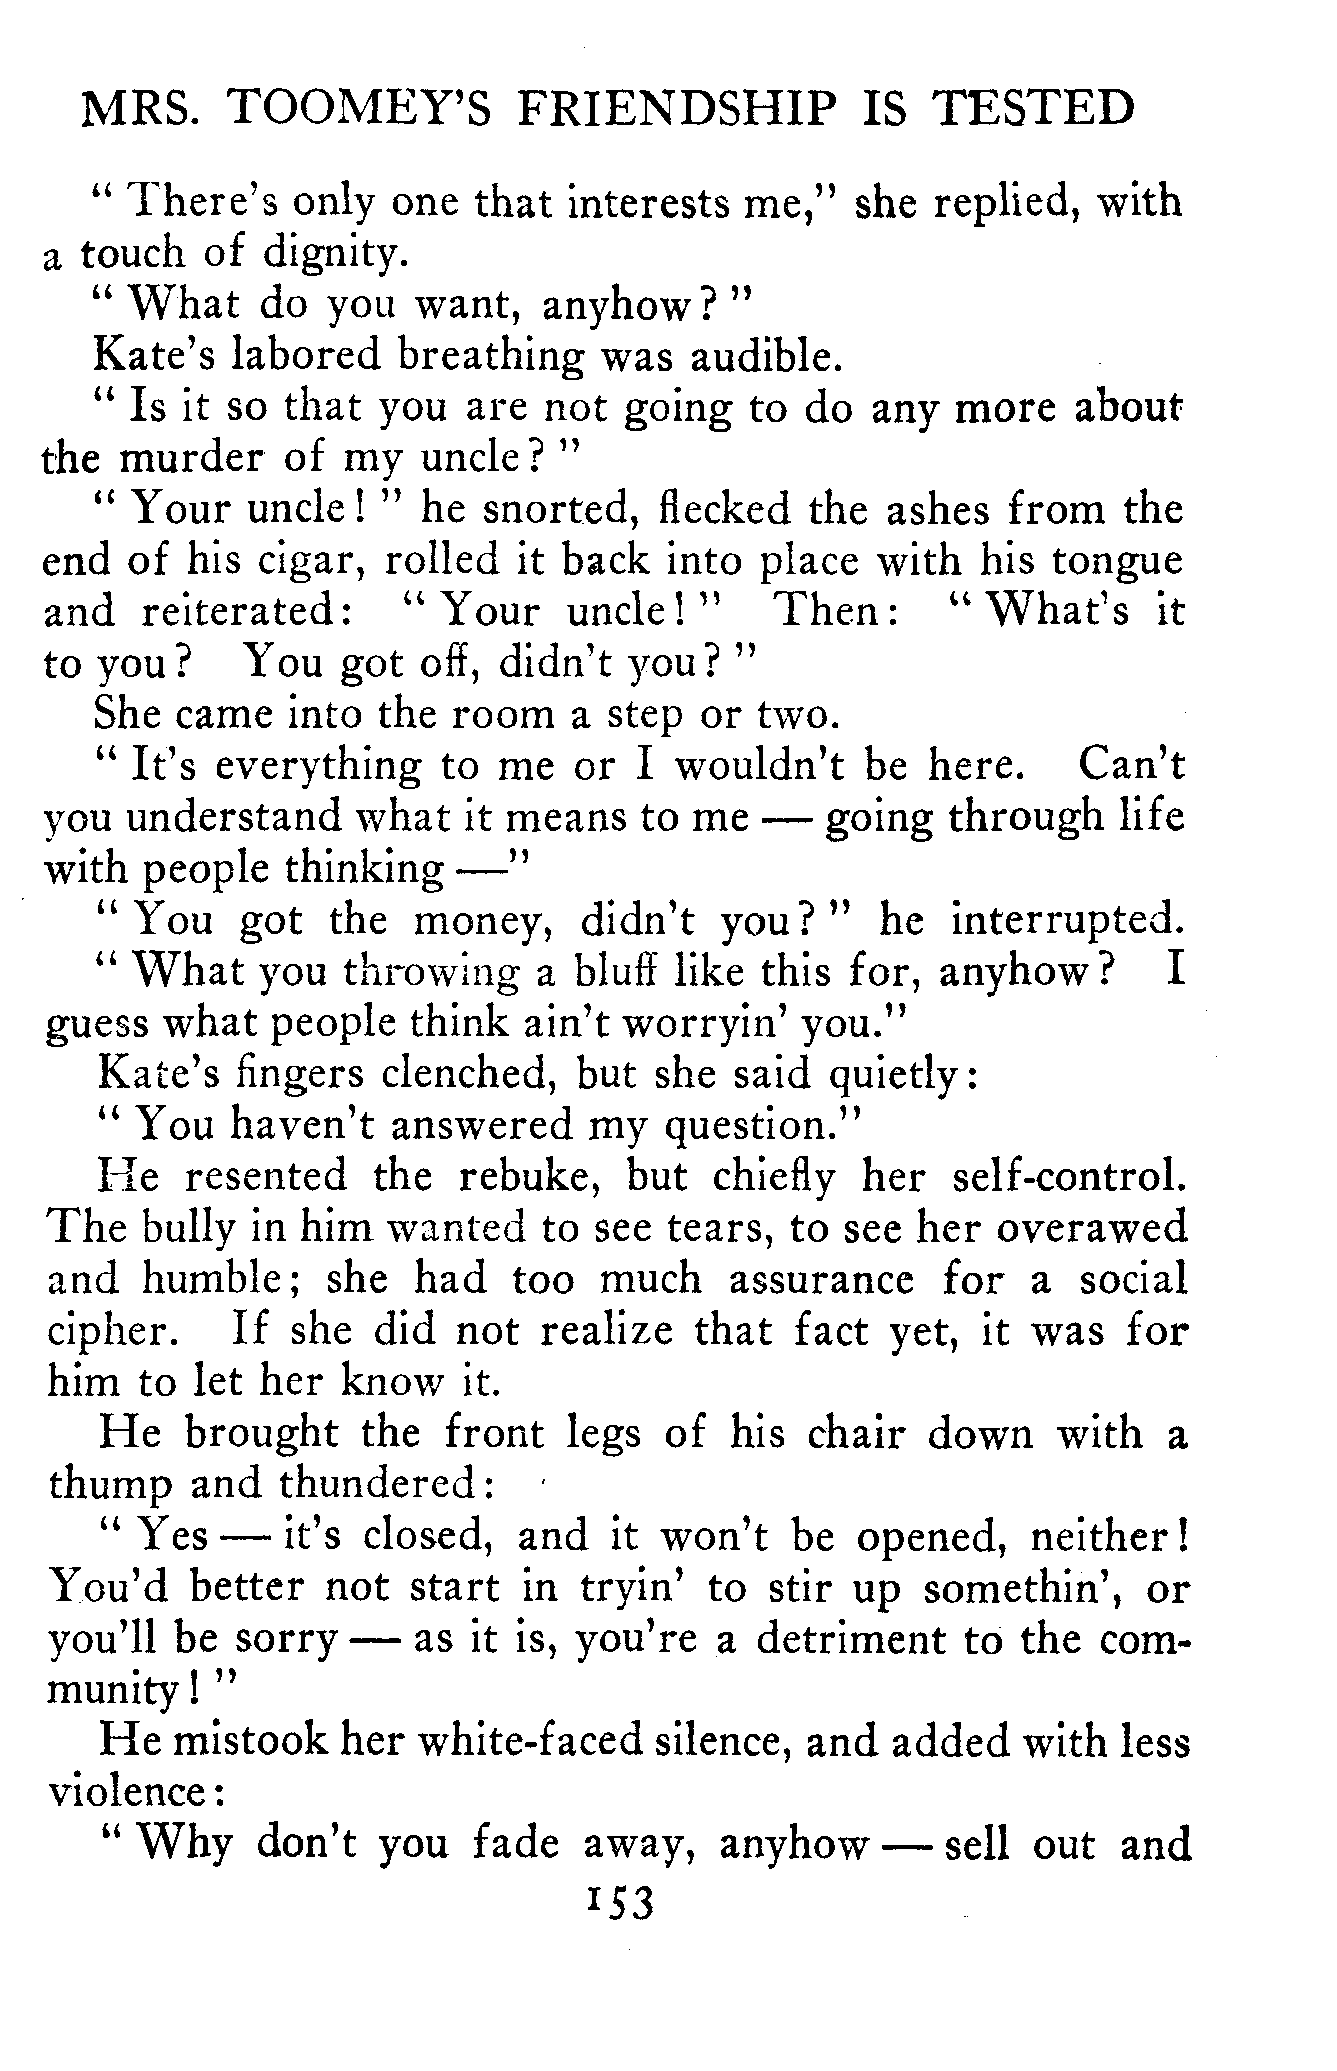 MRS. TOOMEY'S FRIENDSHIP IS TESTED
“ There's only one that interests me,” she replied, with
a touch of dignity.
“ What do you want, anyhow? ”
Kate's labored breathing was audible.
“ Is it so that you are not going to do any more about
the murder of my uncle? ”
“ Your uncle! ” he snorted, flecked the ashes from the
end of his cigar, rolled it back into place with his tongue
and reiterated: “ Your uncle! ” Then: “ What's it
to you? You got off, didn't you? ”
She came into the room a step or two.
“ It's everything to me or I wouldn't be here. Can't
you understand what it means to me — going through life
with people thinking —”
“ You got the money, didn't you? ” he interrupted.
“ What you throwing a bluff like this for, anyhow? I
guess what people think ain't worryin' you.”
Kate's fingers clenched, but she said quietly:
“ You haven't answered my question.”
He resented the rebuke, but chiefly her self-control.
The bully in him wanted to see tears, to see her overawed
and humble; she had too much assurance for a social
cipher. If she did not realize that fact yet, it was for
him to let her know it.
He brought the front legs of his chair down with a
thump and thundered:
“ Yes — it's closed, and it won't be opened, neither!
You'd better not start in tryin' to stir up somethin', or
you'll be sorry — as it is, you're a detriment to the com-
munity! ”
He mistook her white-faced silence, and added with less
violence:
“ Why don't you fade away, anyhow — sell out and
153